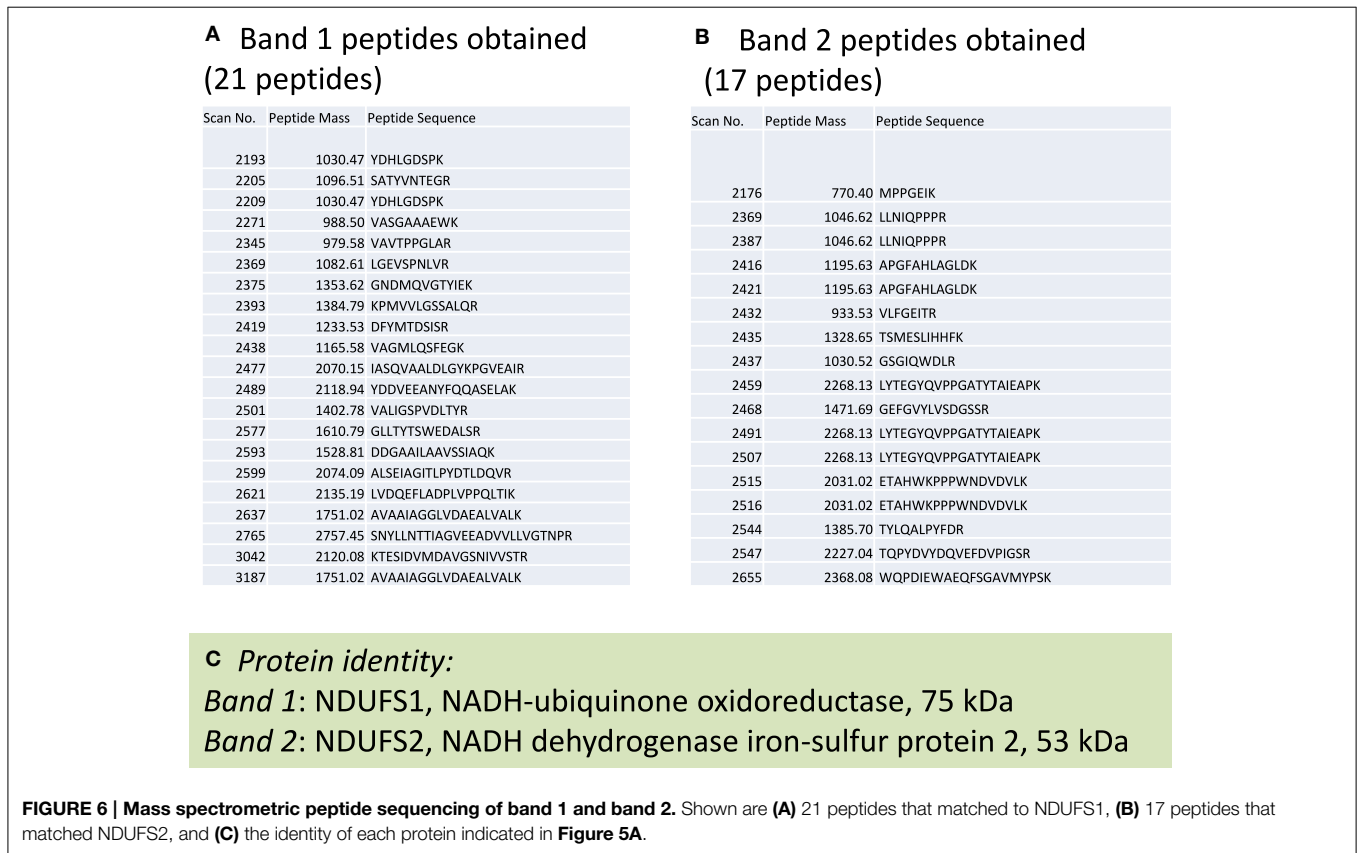 A Band 1 peptides obtained
(21 peptides)
Scan No. Peptide Mass Peptide Sequence
2193 1030.47 YDHLGDSPK
2205 1096.51 SATYVNTEGR
2209 1030.47 YDHLGDSPK
2271 988.50 VASGAAAEWK
2345 979.58 VAVTPPGLAR
2369 1082.61 LGEVSPNLVR
2375 1353.62 GNDMQVGTYIEK
2393 1384.79 KPMVVLGSSALQR
2419 1233.53 DFYMTDSISR
2438 1165.58 VAGMLQSFEGK
2477 2070.15 IASQVAALDLGYKPGVEAIR
2489 2118.94 YDDVEEANYFQQASELAK
2501 1402.78 VALIGSPVDLTYR
2577 1610.79 GLLTYTSWEDALSR
2593 1528.81 DDGAAILAAVSSIAQK
2599 2074.09 ALSEIAGITLPYDTLDQVR
2621 2135.19 LVDQEFLADPLVPPQLTIK
2637 1751.02 AVAAIAGGLVDAEALVALK
2765 2757.45 SNYLLNTTIAGVEEADVVLLVGTNPR
3042 2120.08 KTESIDVMDAVGSNIVVSTR
3187 1751.02 AVAAIAGGLVDAEALVALK
B Band 2 peptides obtained
(17 peptides)
Scan No. Peptide Mass Peptide Sequence
2176 770.40 MPPGEIK
2369 1046.62 LLNIQPPPR
2387 1046.62 LLNIQPPPR
2416 1195.63 APGFAHLAGLDK
2421 1195.63 APGFAHLAGLDK
2432 933.53 VLFGEITR
2435 1328.65 TSMESLIHHFK
2437 1030.52 GSGIQWDLR
2459 2268.13 LYTEGYQVPPGATYTAIEAPK
2468 1471.69 GEFGVYLVSDGSSR
2491 2268.13 LYTEGYQVPPGATYTAIEAPK
2507 2268.13 LYTEGYQVPPGATYTAIEAPK
2515 2031.02 ETAHWKPPPWNDVDVLK
2516 2031.02 ETAHWKPPPWNDVDVLK
2544 1385.70 TYLQALPYFDR
2547 2227.04 TQPYDVYDQVEFDVPIGSR
2655 2368.08 WQPDIEWAEQFSGAVMYPSK
C Protein identity:
Band 1: NDUFS1, NADH-ubiquinone oxidoreductase, 75 kDa
Band 2: NDUFS2, NADH dehydrogenase iron-sulfur protein 2, 53 kDa
FIGURE 6 | Mass spectrometric peptide sequencing of band 1 and band 2. Shown are (A) 21 peptides that matched to NDUFS1, (B) 17 peptides that
matched NDUFS2, and (C) the identity of each protein indicated in Figure 5A.